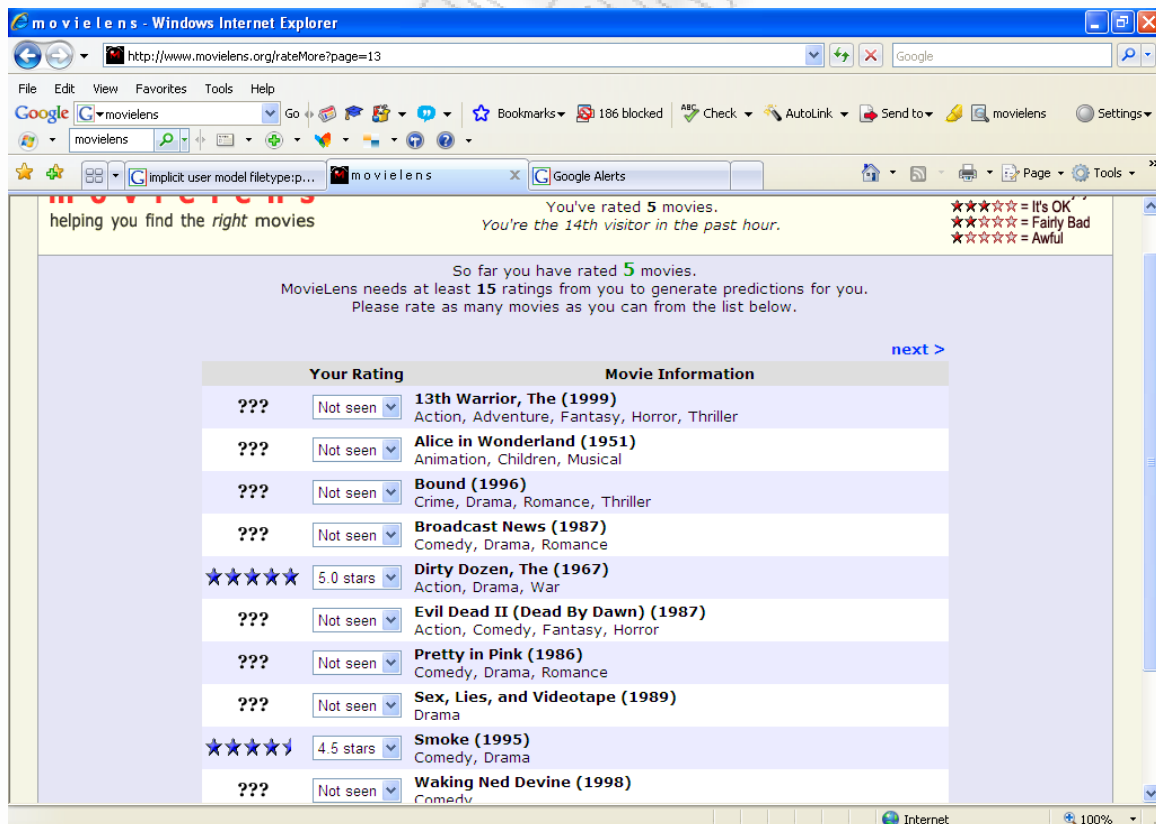 movielens - Windows Internet Explorer
http://www.movielens.org/rateMore?page=13
Google
File Edit View Favorites Tools Help
Google movielens Go Bookmarks 186 blocked Check AutoLink Send to movielens Settings
movielens
implicit user model filetype:p... movielens Google Alerts Page Tools
helping you find the right movies
You've rated 5 movies.
You're the 14th visitor in the past hour.
★★★☆☆ = It's OK
★★☆☆☆ = Fairly Bad
★☆☆☆☆ = Awful
So far you have rated 5 movies.
MovieLens needs at least 15 ratings from you to generate predictions for you.
Please rate as many movies as you can from the list below.
next >
Your Rating Movie Information
??? Not seen 13th Warrior, The (1999)
Action, Adventure, Fantasy, Horror, Thriller
??? Not seen Alice in Wonderland (1951)
Animation, Children, Musical
??? Not seen Bound (1996)
Crime, Drama, Romance, Thriller
??? Not seen Broadcast News (1987)
Comedy, Drama, Romance
5.0 stars Dirty Dozen, The (1967)
Action, Drama, War
??? Not seen Evil Dead II (Dead By Dawn) (1987)
Action, Comedy, Fantasy, Horror
??? Not seen Pretty in Pink (1986)
Comedy, Drama, Romance
??? Not seen Sex, Lies, and Videotape (1989)
Drama
4.5 stars Smoke (1995)
Comedy, Drama
??? Not seen Waking Ned Devine (1998)
Comedy
Internet 100%